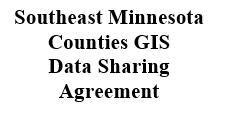 Southeast Minnesota
Counties GIS
Data Sharing
Agreement